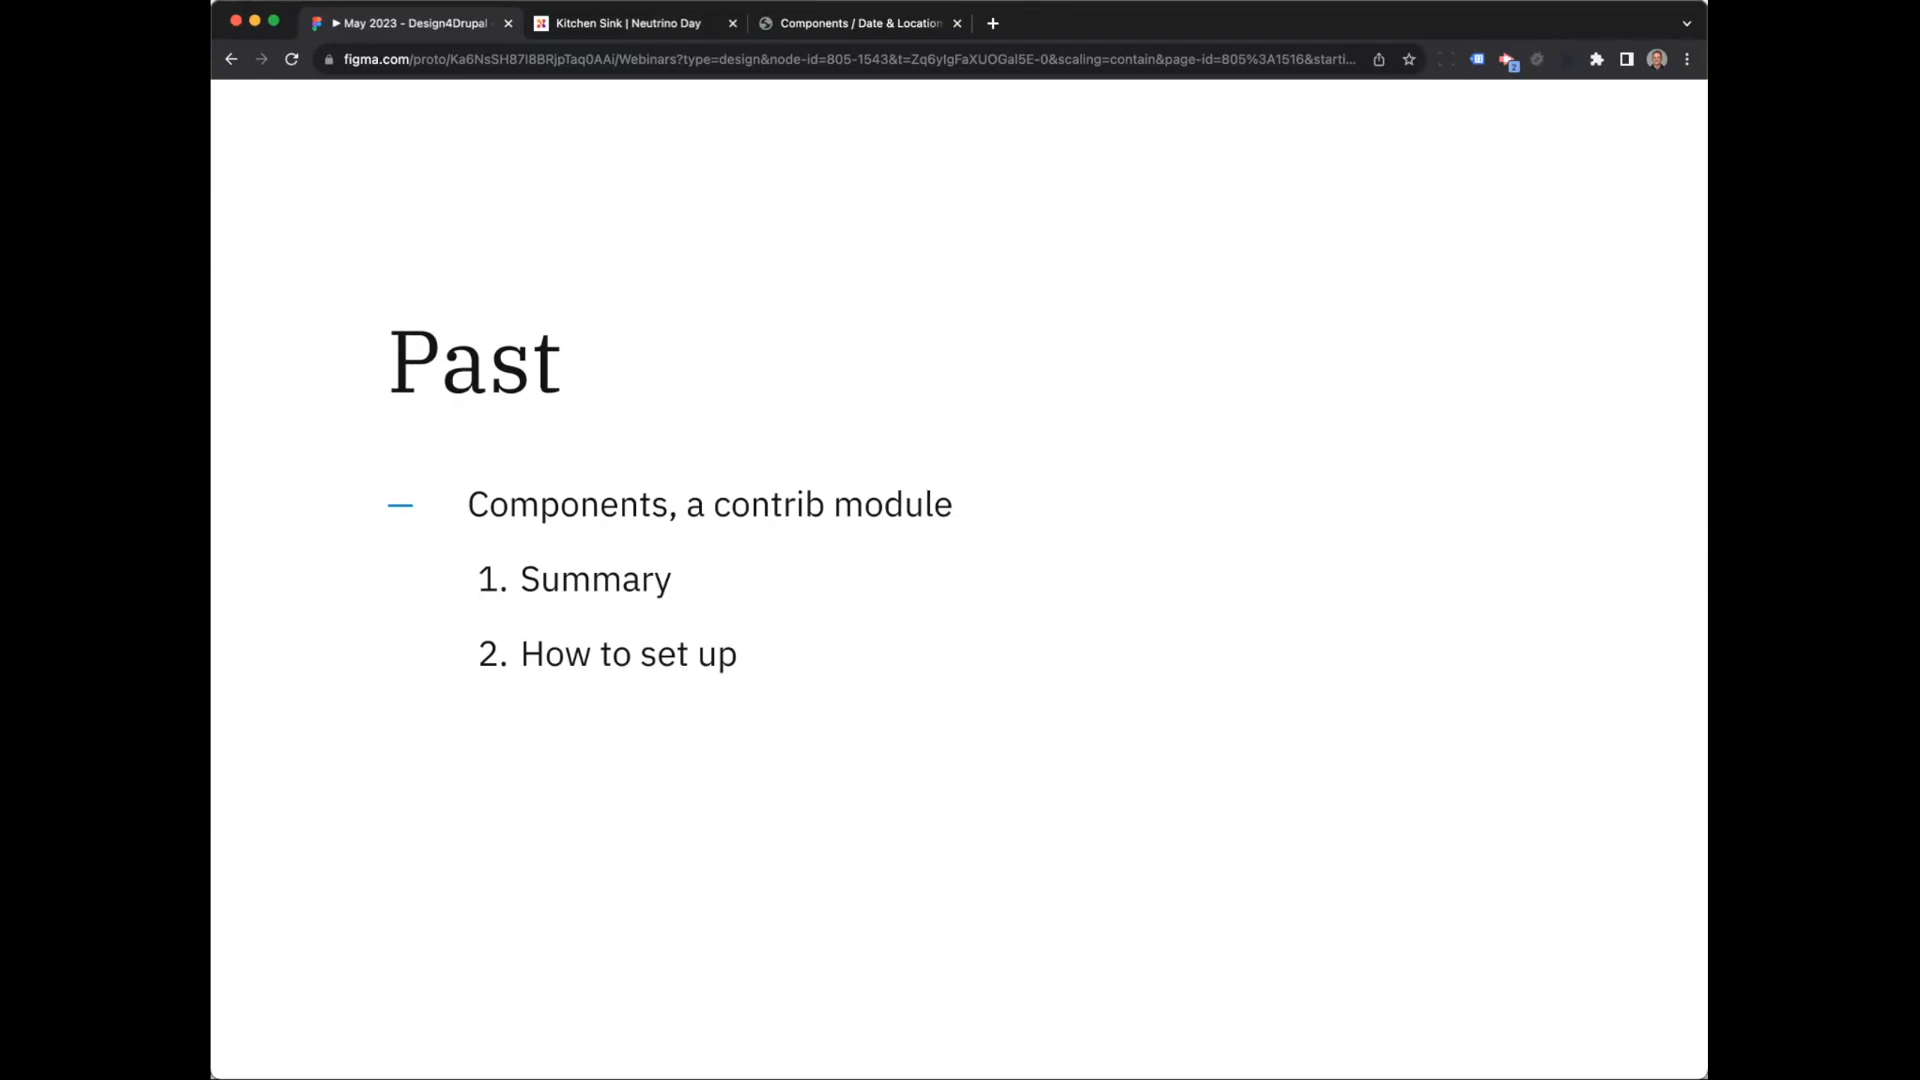 May 2023 - Design4Drupal
Kitchen Sink | Neutrino Day
Components / Date & Location
figma.com/proto/Ka6NsSH87I8BRjpTaq0AAi/Webinars?type=design&node-id=805-1543&t=Zq6yIgFaXUOGal5E-0&scaling=contain&page-id=805%3A1516&starti...
2
Past
— Components, a contrib module
1. Summary
2. How to set up